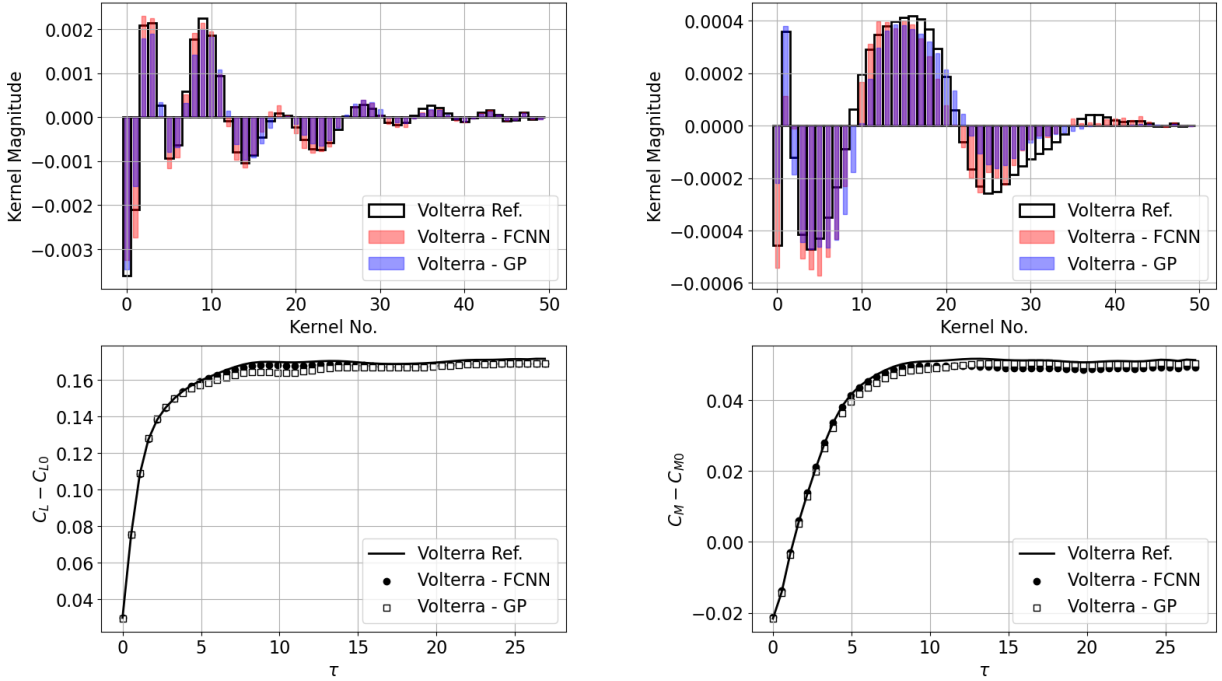 Kernel Magnitude
0.002
0.001
0.000
−0.001
−0.002
−0.003
0 10 20 30 40 50
Kernel No.
Volterra Ref.
Volterra - FCNN
Volterra - GP
Kernel Magnitude
0.0004
0.0002
0.0000
−0.0002
−0.0004
−0.0006
0 10 20 30 40 50
Kernel No.
Volterra Ref.
Volterra - FCNN
Volterra - GP
C_L − C_{L0}
0.16
0.14
0.12
0.10
0.08
0.06
0.04
0 5 10 15 20 25
τ
Volterra Ref.
Volterra - FCNN
Volterra - GP
C_M − C_{M0}
0.04
0.02
0.00
−0.02
0 5 10 15 20 25
τ
Volterra Ref.
Volterra - FCNN
Volterra - GP